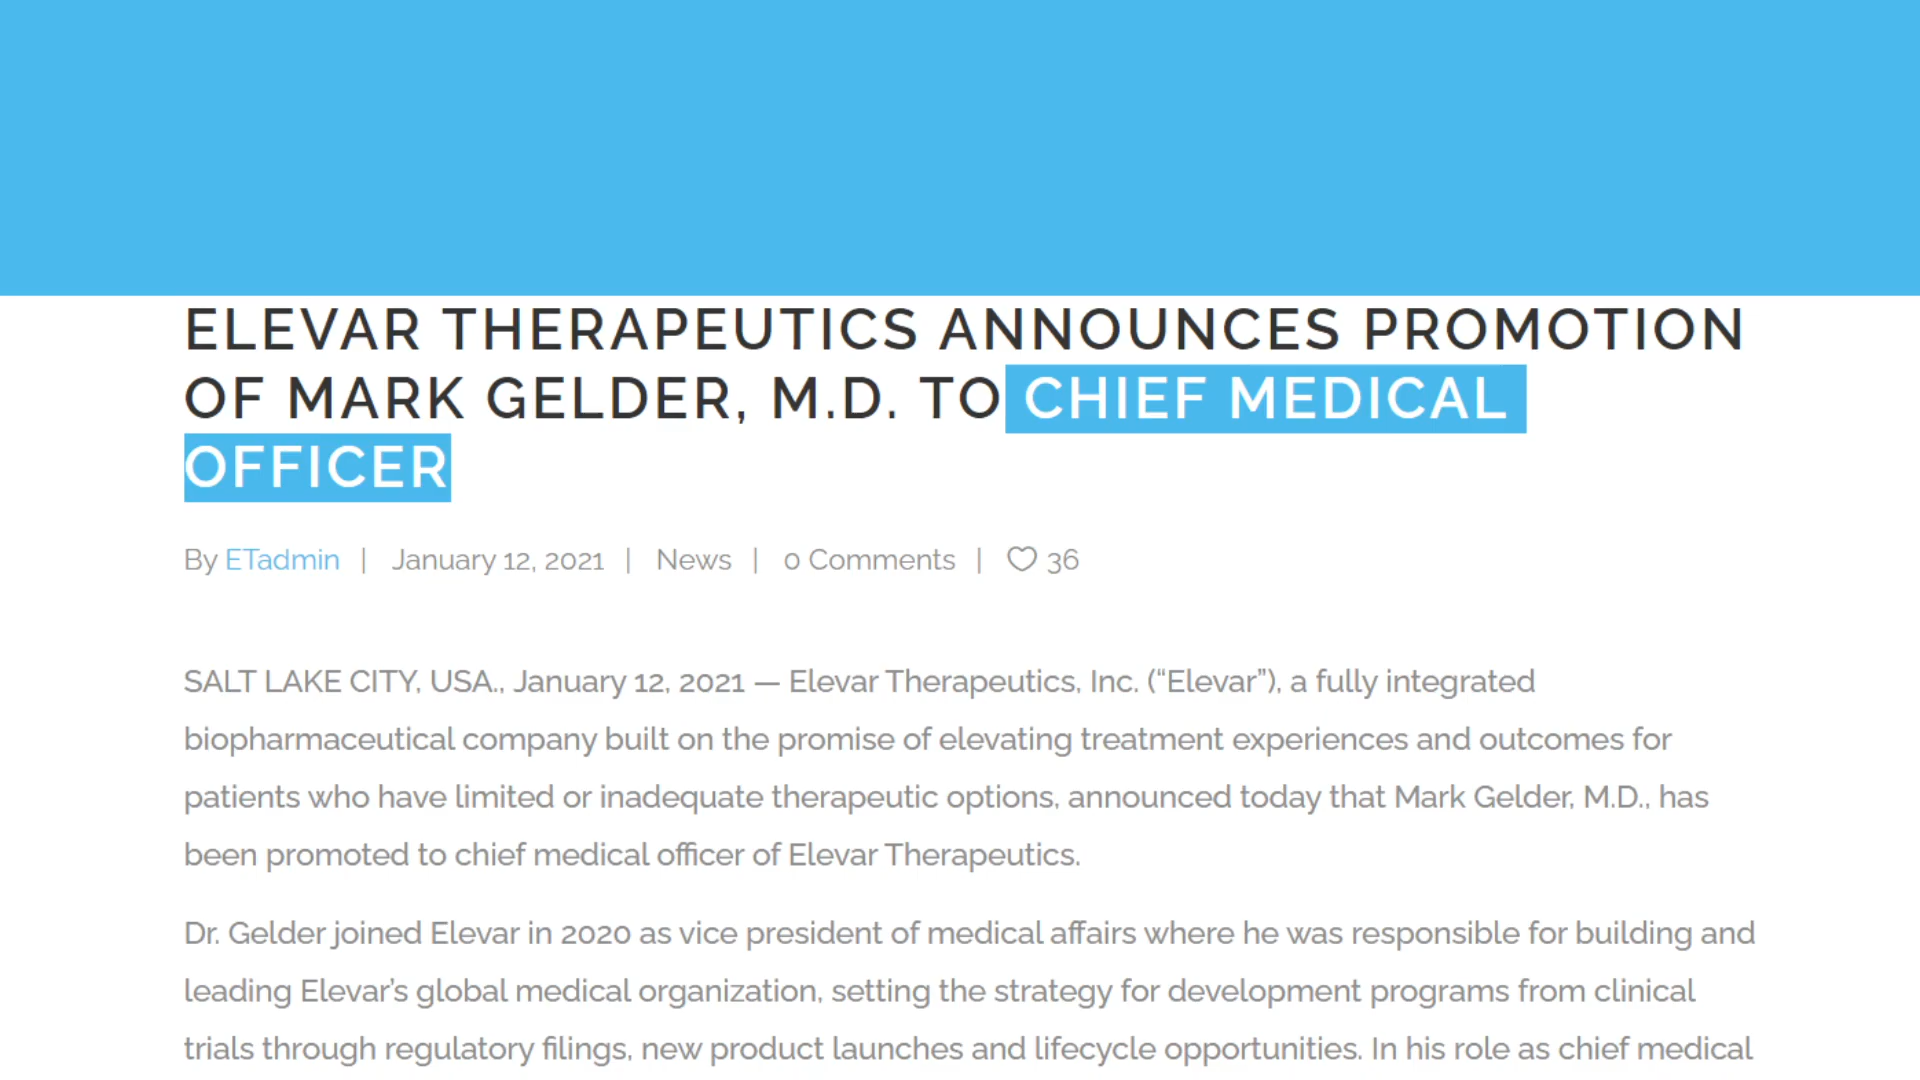 ELEVAR THERAPEUTICS ANNOUNCES PROMOTION
OF MARK GELDER, M.D. TO CHIEF MEDICAL
OFFICER
By ETadmin | January 12, 2021 | News | 0 Comments | 36
SALT LAKE CITY, USA., January 12, 2021 — Elevar Therapeutics, Inc. (“Elevar”), a fully integrated
biopharmaceutical company built on the promise of elevating treatment experiences and outcomes for
patients who have limited or inadequate therapeutic options, announced today that Mark Gelder, M.D., has
been promoted to chief medical officer of Elevar Therapeutics.
Dr. Gelder joined Elevar in 2020 as vice president of medical affairs where he was responsible for building and
leading Elevar’s global medical organization, setting the strategy for development programs from clinical
trials through regulatory filings, new product launches and lifecycle opportunities. In his role as chief medical